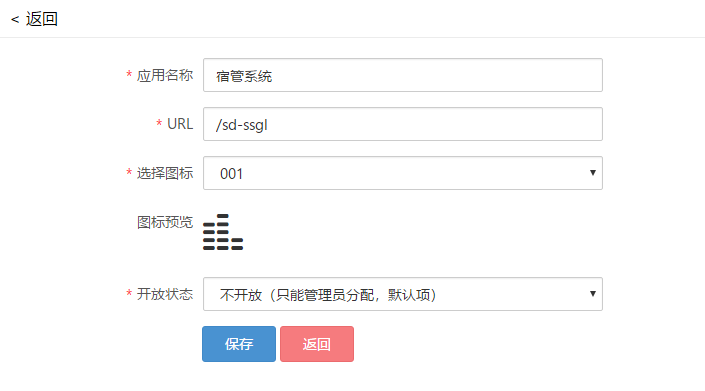 < 返回
* 应用名称 宿管系统
* URL /sd-ssgl
* 选择图标 001
图标预览
* 开放状态 不开放（只能管理员分配，默认项）
保存 返回